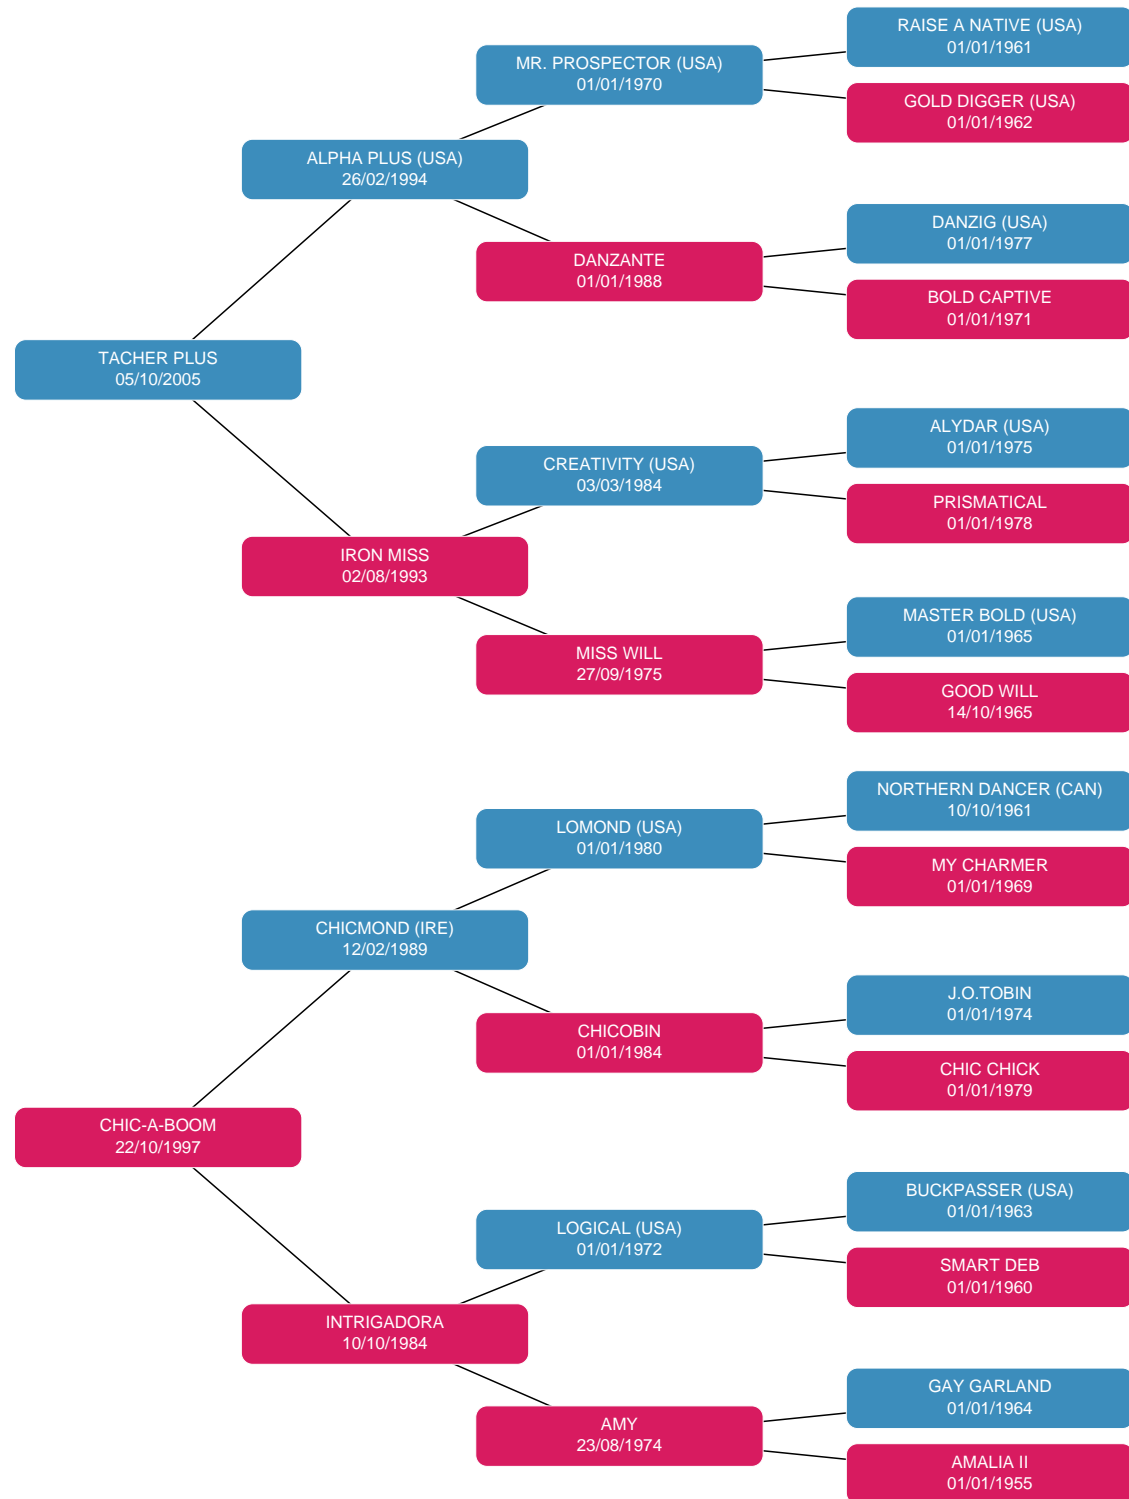 RAISE A NATIVE (USA)
01/01/1961
MR. PROSPECTOR (USA)
01/01/1970
GOLD DIGGER (USA)
01/01/1962
ALPHA PLUS (USA)
26/02/1994
DANZIG (USA)
01/01/1977
DANZANTE
01/01/1988
BOLD CAPTIVE
01/01/1971
TACHER PLUS
05/10/2005
ALYDAR (USA)
01/01/1975
CREATIVITY (USA)
03/03/1984
PRISMATICAL
01/01/1978
IRON MISS
02/08/1993
MASTER BOLD (USA)
01/01/1965
MISS WILL
27/09/1975
GOOD WILL
14/10/1965
NORTHERN DANCER (CAN)
10/10/1961
LOMOND (USA)
01/01/1980
MY CHARMER
01/01/1969
CHICMOND (IRE)
12/02/1989
J.O.TOBIN
01/01/1974
CHICOBIN
01/01/1984
CHIC CHICK
01/01/1979
CHIC-A-BOOM
22/10/1997
BUCKPASSER (USA)
01/01/1963
LOGICAL (USA)
01/01/1972
SMART DEB
01/01/1960
INTRIGADORA
10/10/1984
GAY GARLAND
01/01/1964
AMY
23/08/1974
AMALIA II
01/01/1955